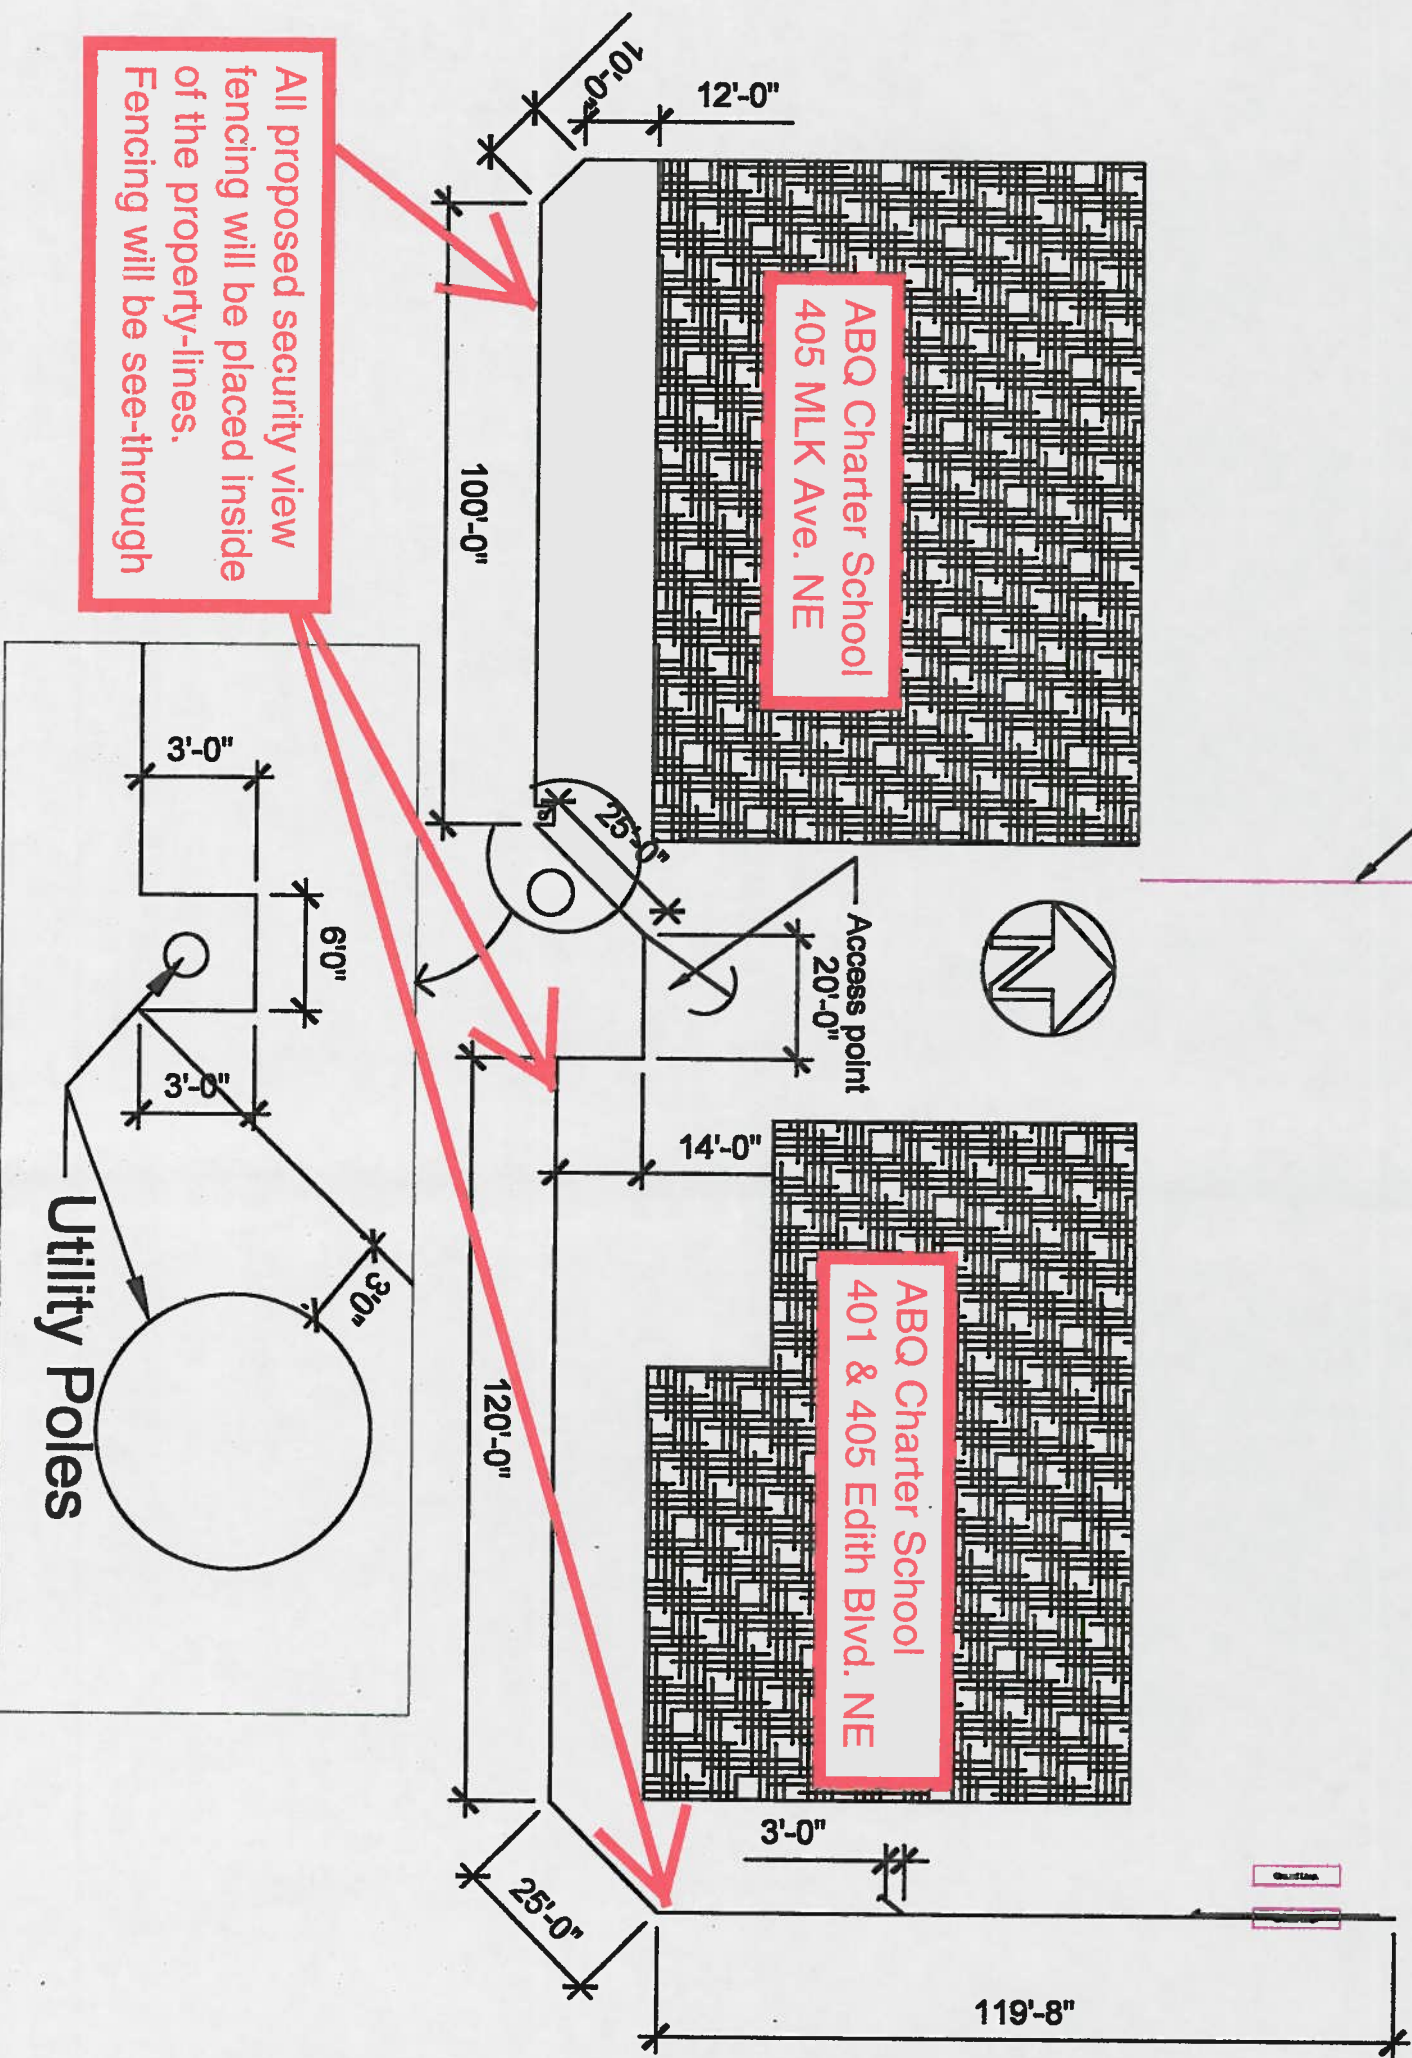 All proposed security view
fencing will be placed inside
of the property-lines.
Fencing will be see-through
ABQ Charter School
405 MLK Ave. NE
ABQ Charter School
401 & 405 Edith Blvd. NE
12'-0"
10'-0"
100'-0"
25'-0"
Access point
20'-0"
N
14'-0"
120'-0"
25'-0"
3'-0"
119'-8"
3'-0"
6'0"
3'-0"
3'0"
Utility Poles